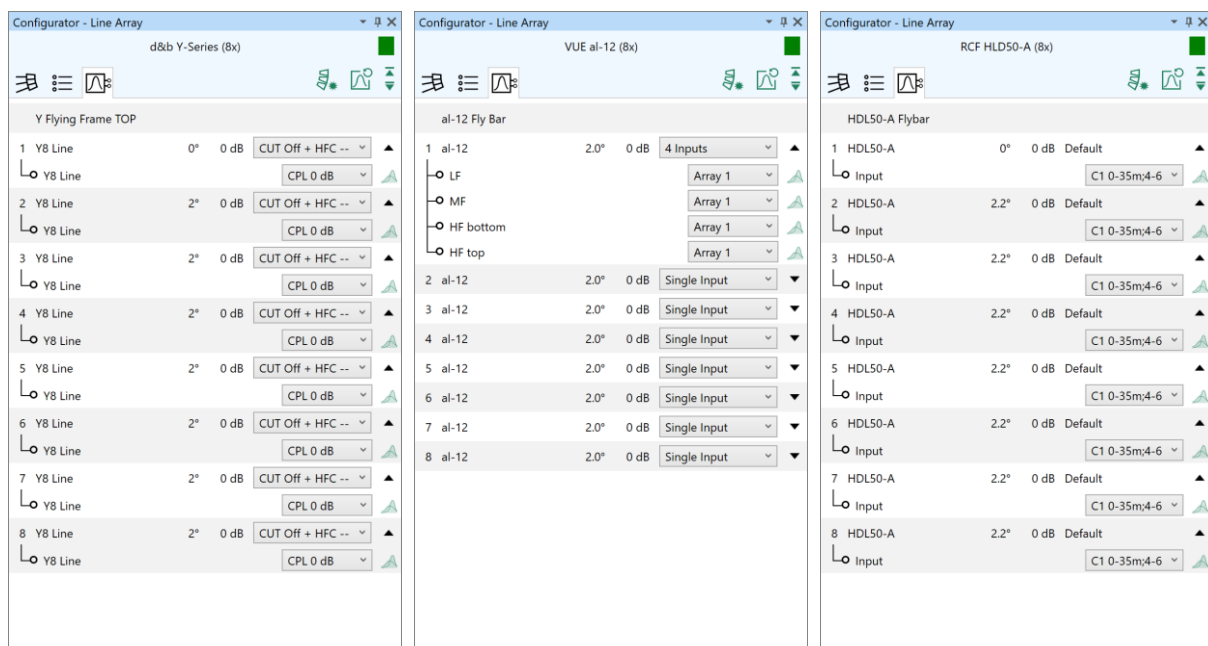 Configurator - Line Array
d&b Y-Series (8x)
Y Flying Frame TOP
1 Y8 Line 0° 0 dB CUT Off + HFC --
Y8 Line CPL 0 dB
2 Y8 Line 2° 0 dB CUT Off + HFC --
Y8 Line CPL 0 dB
3 Y8 Line 2° 0 dB CUT Off + HFC --
Y8 Line CPL 0 dB
4 Y8 Line 2° 0 dB CUT Off + HFC --
Y8 Line CPL 0 dB
5 Y8 Line 2° 0 dB CUT Off + HFC --
Y8 Line CPL 0 dB
6 Y8 Line 2° 0 dB CUT Off + HFC --
Y8 Line CPL 0 dB
7 Y8 Line 2° 0 dB CUT Off + HFC --
Y8 Line CPL 0 dB
8 Y8 Line 2° 0 dB CUT Off + HFC --
Y8 Line CPL 0 dB
Configurator - Line Array
VUE al-12 (8x)
al-12 Fly Bar
1 al-12 2.0° 0 dB 4 Inputs
LF Array 1
MF Array 1
HF bottom Array 1
HF top Array 1
2 al-12 2.0° 0 dB Single Input
3 al-12 2.0° 0 dB Single Input
4 al-12 2.0° 0 dB Single Input
5 al-12 2.0° 0 dB Single Input
6 al-12 2.0° 0 dB Single Input
7 al-12 2.0° 0 dB Single Input
8 al-12 2.0° 0 dB Single Input
Configurator - Line Array
RCF HLD50-A (8x)
HDL50-A Flybar
1 HDL50-A 0° 0 dB Default
Input C1 0-35m;4-6
2 HDL50-A 2.2° 0 dB Default
Input C1 0-35m;4-6
3 HDL50-A 2.2° 0 dB Default
Input C1 0-35m;4-6
4 HDL50-A 2.2° 0 dB Default
Input C1 0-35m;4-6
5 HDL50-A 2.2° 0 dB Default
Input C1 0-35m;4-6
6 HDL50-A 2.2° 0 dB Default
Input C1 0-35m;4-6
7 HDL50-A 2.2° 0 dB Default
Input C1 0-35m;4-6
8 HDL50-A 2.2° 0 dB Default
Input C1 0-35m;4-6